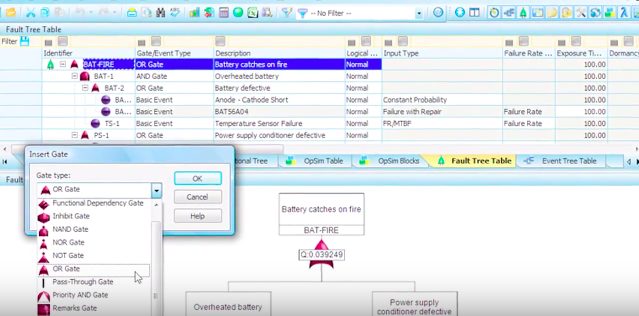 -- No Filter --
Fault Tree Table
Filter
Identifier Gate/Event Type Description Logical ... Input Type Failure Rate ... Exposure Ti... Dormancy
BAT-FIRE OR Gate Battery catches on fire Normal 100.00
BAT-1 AND Gate Overheated battery Normal 100.00
BAT-2 OR Gate Battery defective Normal 100.00
BA... Basic Event Anode - Cathode Short Normal Constant Probability 100.00
BA... Basic Event BAT56A04 Normal Failure with Repair Failure Rate 100.00
TS-1 Basic Event Temperature Sensor Failure Normal FR/MTBF Failure Rate 100.00
PS-1 OR Gate Power supply conditioner defective Normal 100.00
Insert Gate
tional Tree OpSim Table OpSim Blocks Fault Tree Table Event Tree Table
Gate type:
OR Gate
OK
Cancel
Help
Fault
Functional Dependency Gate
Inhibit Gate
NAND Gate
NOR Gate
NOT Gate
OR Gate
Pass-Through Gate
Priority AND Gate
Remarks Gate
Battery catches on fire
BAT-FIRE
Q:0.039249
Overheated battery
Power supply
conditioner defective